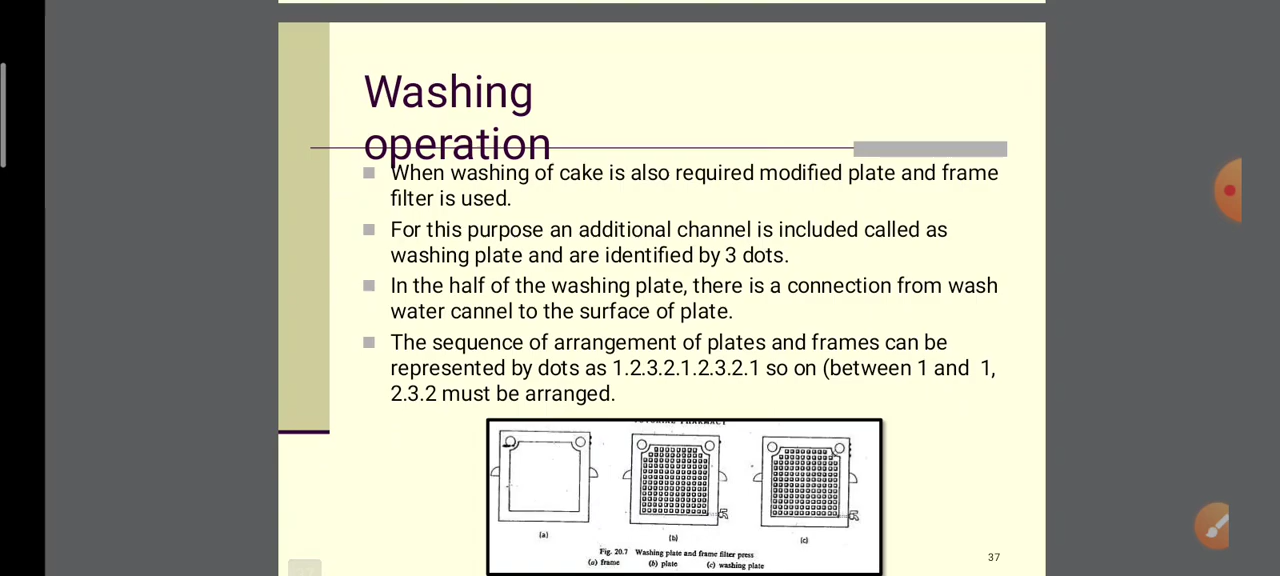 Washing
operation
When washing of cake is also required modified plate and frame
filter is used.
For this purpose an additional channel is included called as
washing plate and are identified by 3 dots.
In the half of the washing plate, there is a connection from wash
water cannel to the surface of plate.
The sequence of arrangement of plates and frames can be
represented by dots as 1.2.3.2.1.2.3.2.1 so on (between 1 and 1,
2.3.2 must be arranged.
(a)
(b)
(c)
Fig. 20.7 Washing plate and frame filter press
(a) frame (b) plate (c) washing plate
37